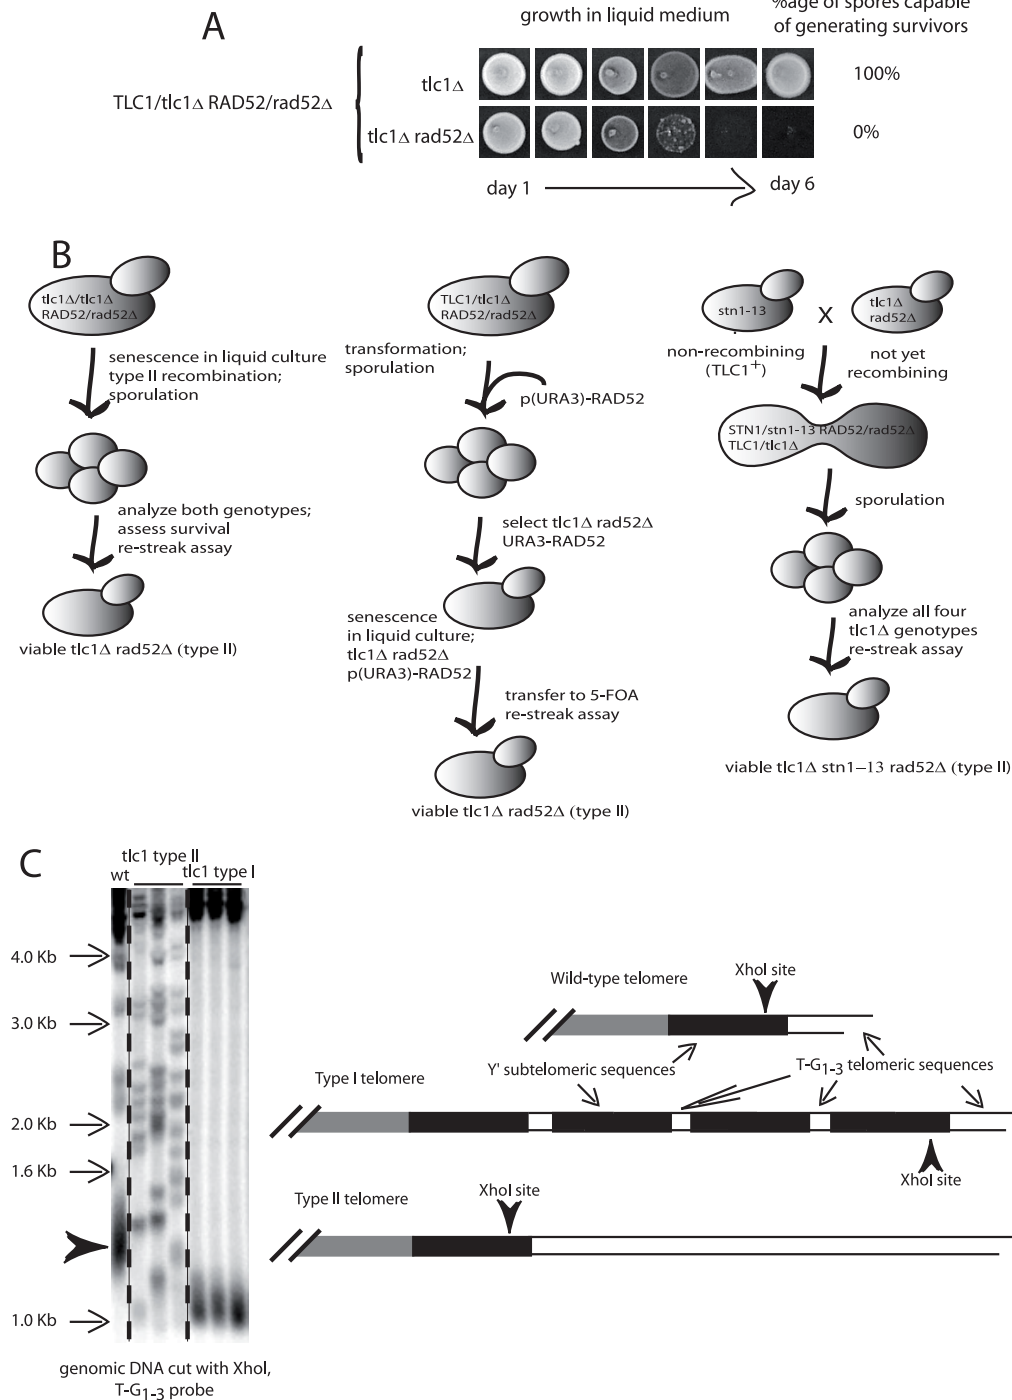 A
growth in liquid medium
%age of spores capable
of generating survivors
TLC1/tlc1Δ RAD52/rad52Δ
tlc1Δ
100%
tlc1Δ rad52Δ
0%
day 1
day 6
B
tlc1Δ/tlc1Δ
RAD52/rad52Δ
senescence in liquid culture
type II recombination;
sporulation
analyze both genotypes;
assess survival
re-streak assay
viable tlc1Δ rad52Δ (type II)
TLC1/tlc1Δ
RAD52/rad52Δ
transformation;
sporulation
p(URA3)-RAD52
select tlc1Δ rad52Δ
URA3-RAD52
senescence
in liquid culture;
tlc1Δ rad52Δ
p(URA3)-RAD52
transfer to 5-FOA
re-streak assay
viable tlc1Δ rad52Δ (type II)
stn1-13
X
tlc1Δ
rad52Δ
non-recombining
(TLC1+)
not yet
recombining
STN1/stn1-13 RAD52/rad52Δ
TLC1/tlc1Δ
sporulation
analyze all four
tlc1Δ genotypes
re-streak assay
viable tlc1Δ stn1–13 rad52Δ (type II)
C
wt
tlc1 type II
tlc1 type I
4.0 Kb
3.0 Kb
2.0 Kb
1.6 Kb
1.0 Kb
genomic DNA cut with XhoI,
T-G1-3 probe
XhoI site
Wild-type telomere
Y' subtelomeric sequences
T-G1-3 telomeric sequences
Type I telomere
XhoI site
Type II telomere
XhoI site